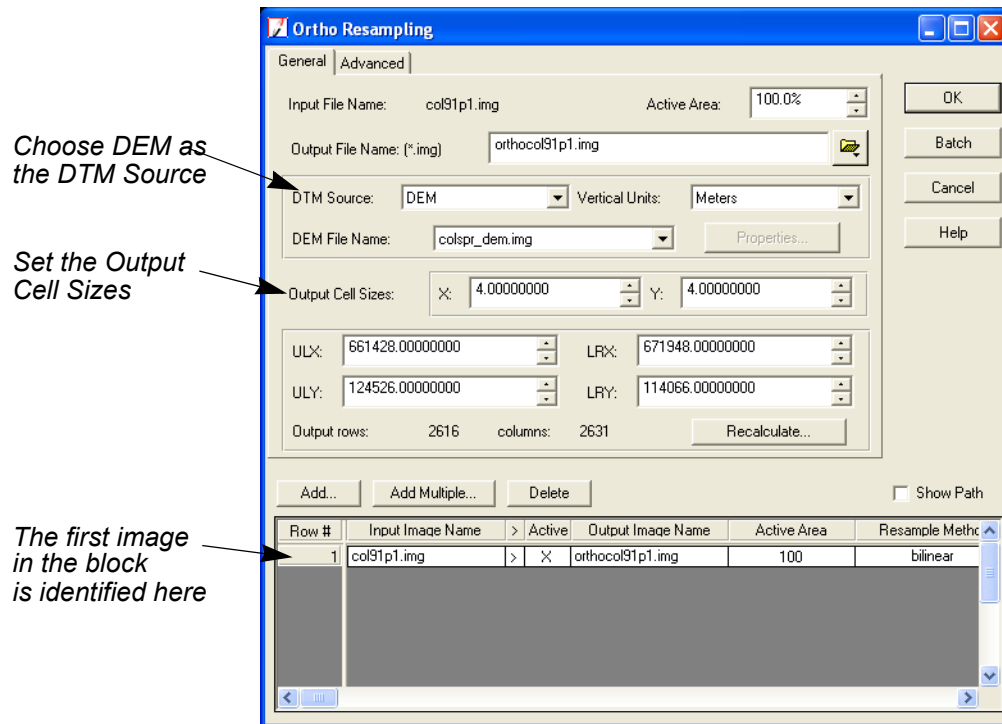 Ortho Resampling
General Advanced
Input File Name: col91p1.img Active Area: 100.0% OK
Choose DEM as
the DTM Source
Output File Name: (*.img) orthocol91p1.img Batch
DTM Source: DEM Vertical Units: Meters Cancel
DEM File Name: colspr_dem.img Properties... Help
Set the Output
Cell Sizes
Output Cell Sizes: X: 4.00000000 Y: 4.00000000
ULX: 661428.00000000 LRX: 671948.00000000
ULY: 124526.00000000 LRY: 114066.00000000
Output rows: 2616 columns: 2631 Recalculate...
Add... Add Multiple... Delete Show Path
The first image
in the block
is identified here
Row # Input Image Name > Active Output Image Name Active Area Resample Metho
1 col91p1.img > X orthocol91p1.img 100 bilinear